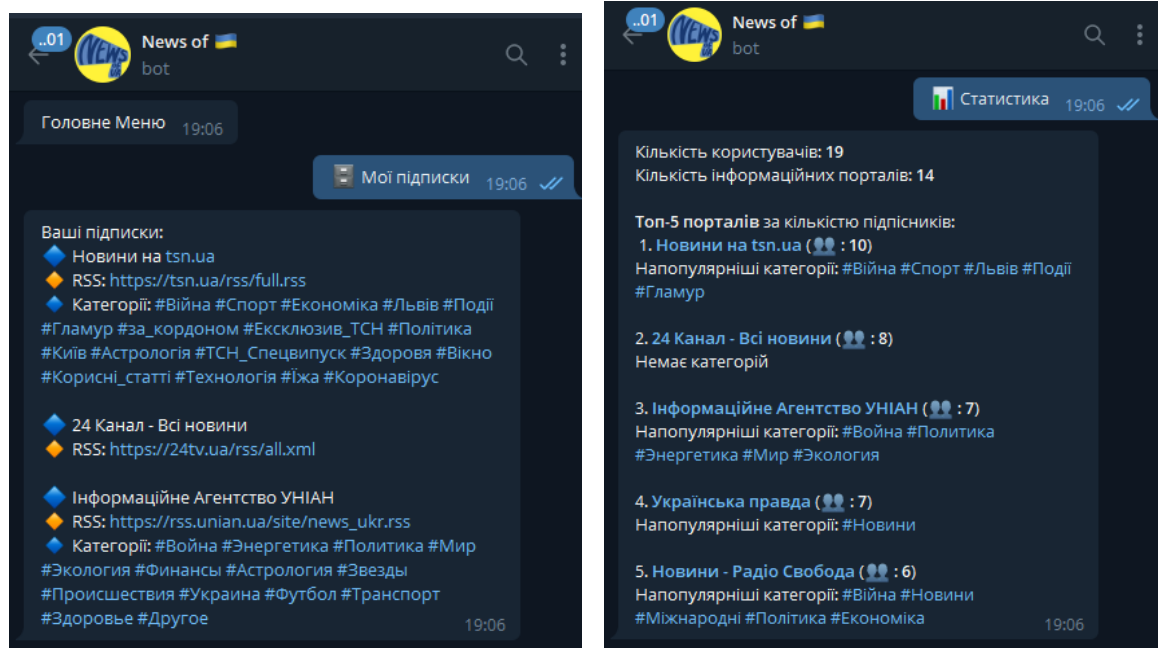 ..01
NEWS
News of 🇺🇦
bot
Головне Меню 19:06
🗄 Мої підписки 19:06
Ваші підписки:
🔷 Новини на tsn.ua
🔶 RSS: https://tsn.ua/rss/full.rss
🔹 Категорії: #Війна #Спорт #Економіка #Львів #Події
#Гламур #за_кордоном #Ексклюзив_ТСН #Політика
#Київ #Астрологія #ТСН_Спецвипуск #Здоровя #Вікно
#Корисні_статті #Технологія #Їжа #Коронавірус
🔷 24 Канал - Всі новини
🔶 RSS: https://24tv.ua/rss/all.xml
🔷 Інформаційне Агентство УНІАН
🔶 RSS: https://rss.unian.ua/site/news_ukr.rss
🔹 Категорії: #Война #Энергетика #Политика #Мир
#Экология #Финансы #Астрология #Звезды
#Происшествия #Украина #Футбол #Транспорт
#Здоровье #Другое 19:06
..01
NEWS
News of 🇺🇦
bot
📊 Статистика 19:06
Кількість користувачів: 19
Кількість інформаційних порталів: 14
Топ-5 порталів за кількістю підпісників:
1. Новини на tsn.ua (👥 : 10)
Напопулярніші категорії: #Війна #Спорт #Львів #Події
#Гламур
2. 24 Канал - Всі новини (👥 : 8)
Немає категорій
3. Інформаційне Агентство УНІАН (👥 : 7)
Напопулярніші категорії: #Война #Политика
#Энергетика #Мир #Экология
4. Українська правда (👥 : 7)
Напопулярніші категорії: #Новини
5. Новини - Радіо Свобода (👥 : 6)
Напопулярніші категорії: #Війна #Новини
#Міжнародні #Політика #Економіка 19:06